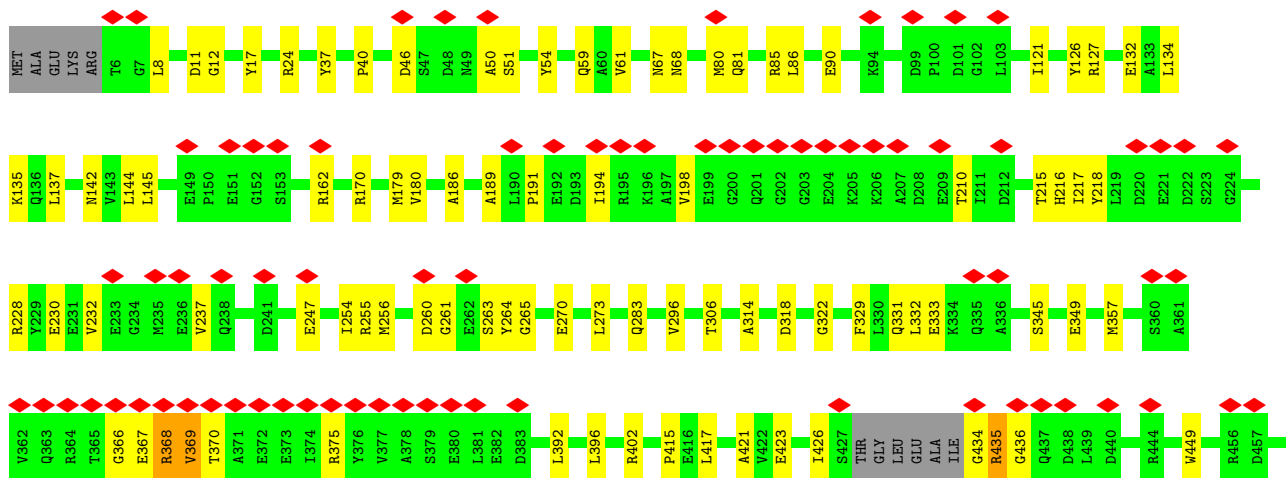 MET ALA GLU LYS ARG T6 G7 L8 D11 G12 Y17 R24 Y37 P40 D46 S47 D48 N49 A50 S51 Y54 Q59 A60 V61 N67 N68 M80 Q81 R85 L86 E90 K94 D99 P100 D101 G102 L103 I121 Y126 R127 E132 A133 L134
K135 Q136 L137 N142 V143 L144 L145 E149 P150 E151 G152 S153 R162 R170 M179 V180 A186 A189 L190 P191 E192 D193 I194 R195 K196 A197 V198 E199 G200 Q201 G202 G203 E204 K205 K206 A207 D208 E209 T210 I211 D212 T215 H216 I217 Y218 L219 D220 E221 D222 S223 G224
R228 Y229 E230 E231 V232 E233 G234 M235 E236 V237 Q238 D241 E247 I254 R255 M256 D260 G261 E262 S263 Y264 G265 E270 L273 Q283 V296 T306 A314 D318 G322 F329 L330 Q331 L332 E333 K334 Q335 A336 S345 E349 M357 S360 A361
V362 Q363 R364 T365 G366 E367 R368 V369 T370 A371 E372 E373 I374 R375 Y376 V377 A378 S379 E380 L381 E382 D383 L392 L396 R402 P415 E416 L417 A421 V422 E423 I426 S427 THR GLY LEU GLU ALA ILE G434 R435 G436 Q437 D438 L439 D440 R444 W449 R456 D457